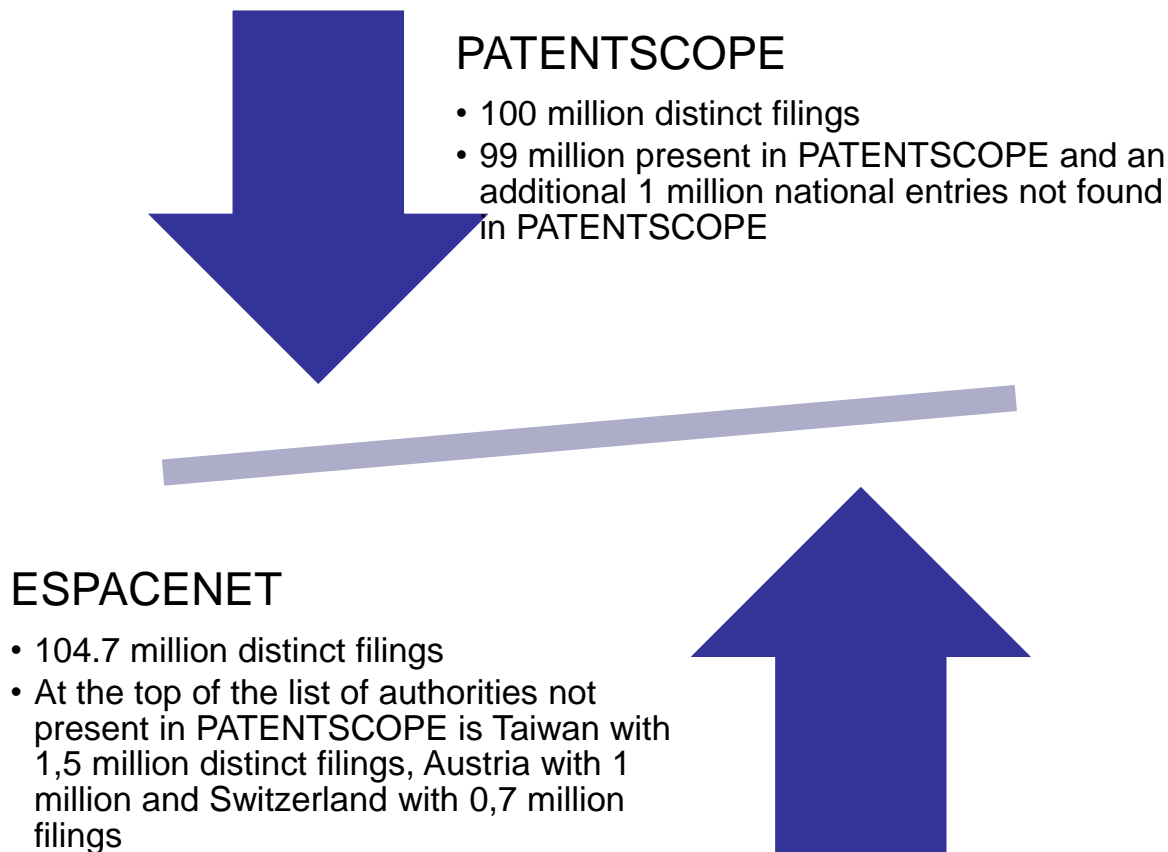 PATENTSCOPE
• 100 million distinct filings
• 99 million present in PATENTSCOPE and an
additional 1 million national entries not found
in PATENTSCOPE
ESPACENET
• 104.7 million distinct filings
• At the top of the list of authorities not
present in PATENTSCOPE is Taiwan with
1,5 million distinct filings, Austria with 1
million and Switzerland with 0,7 million
filings